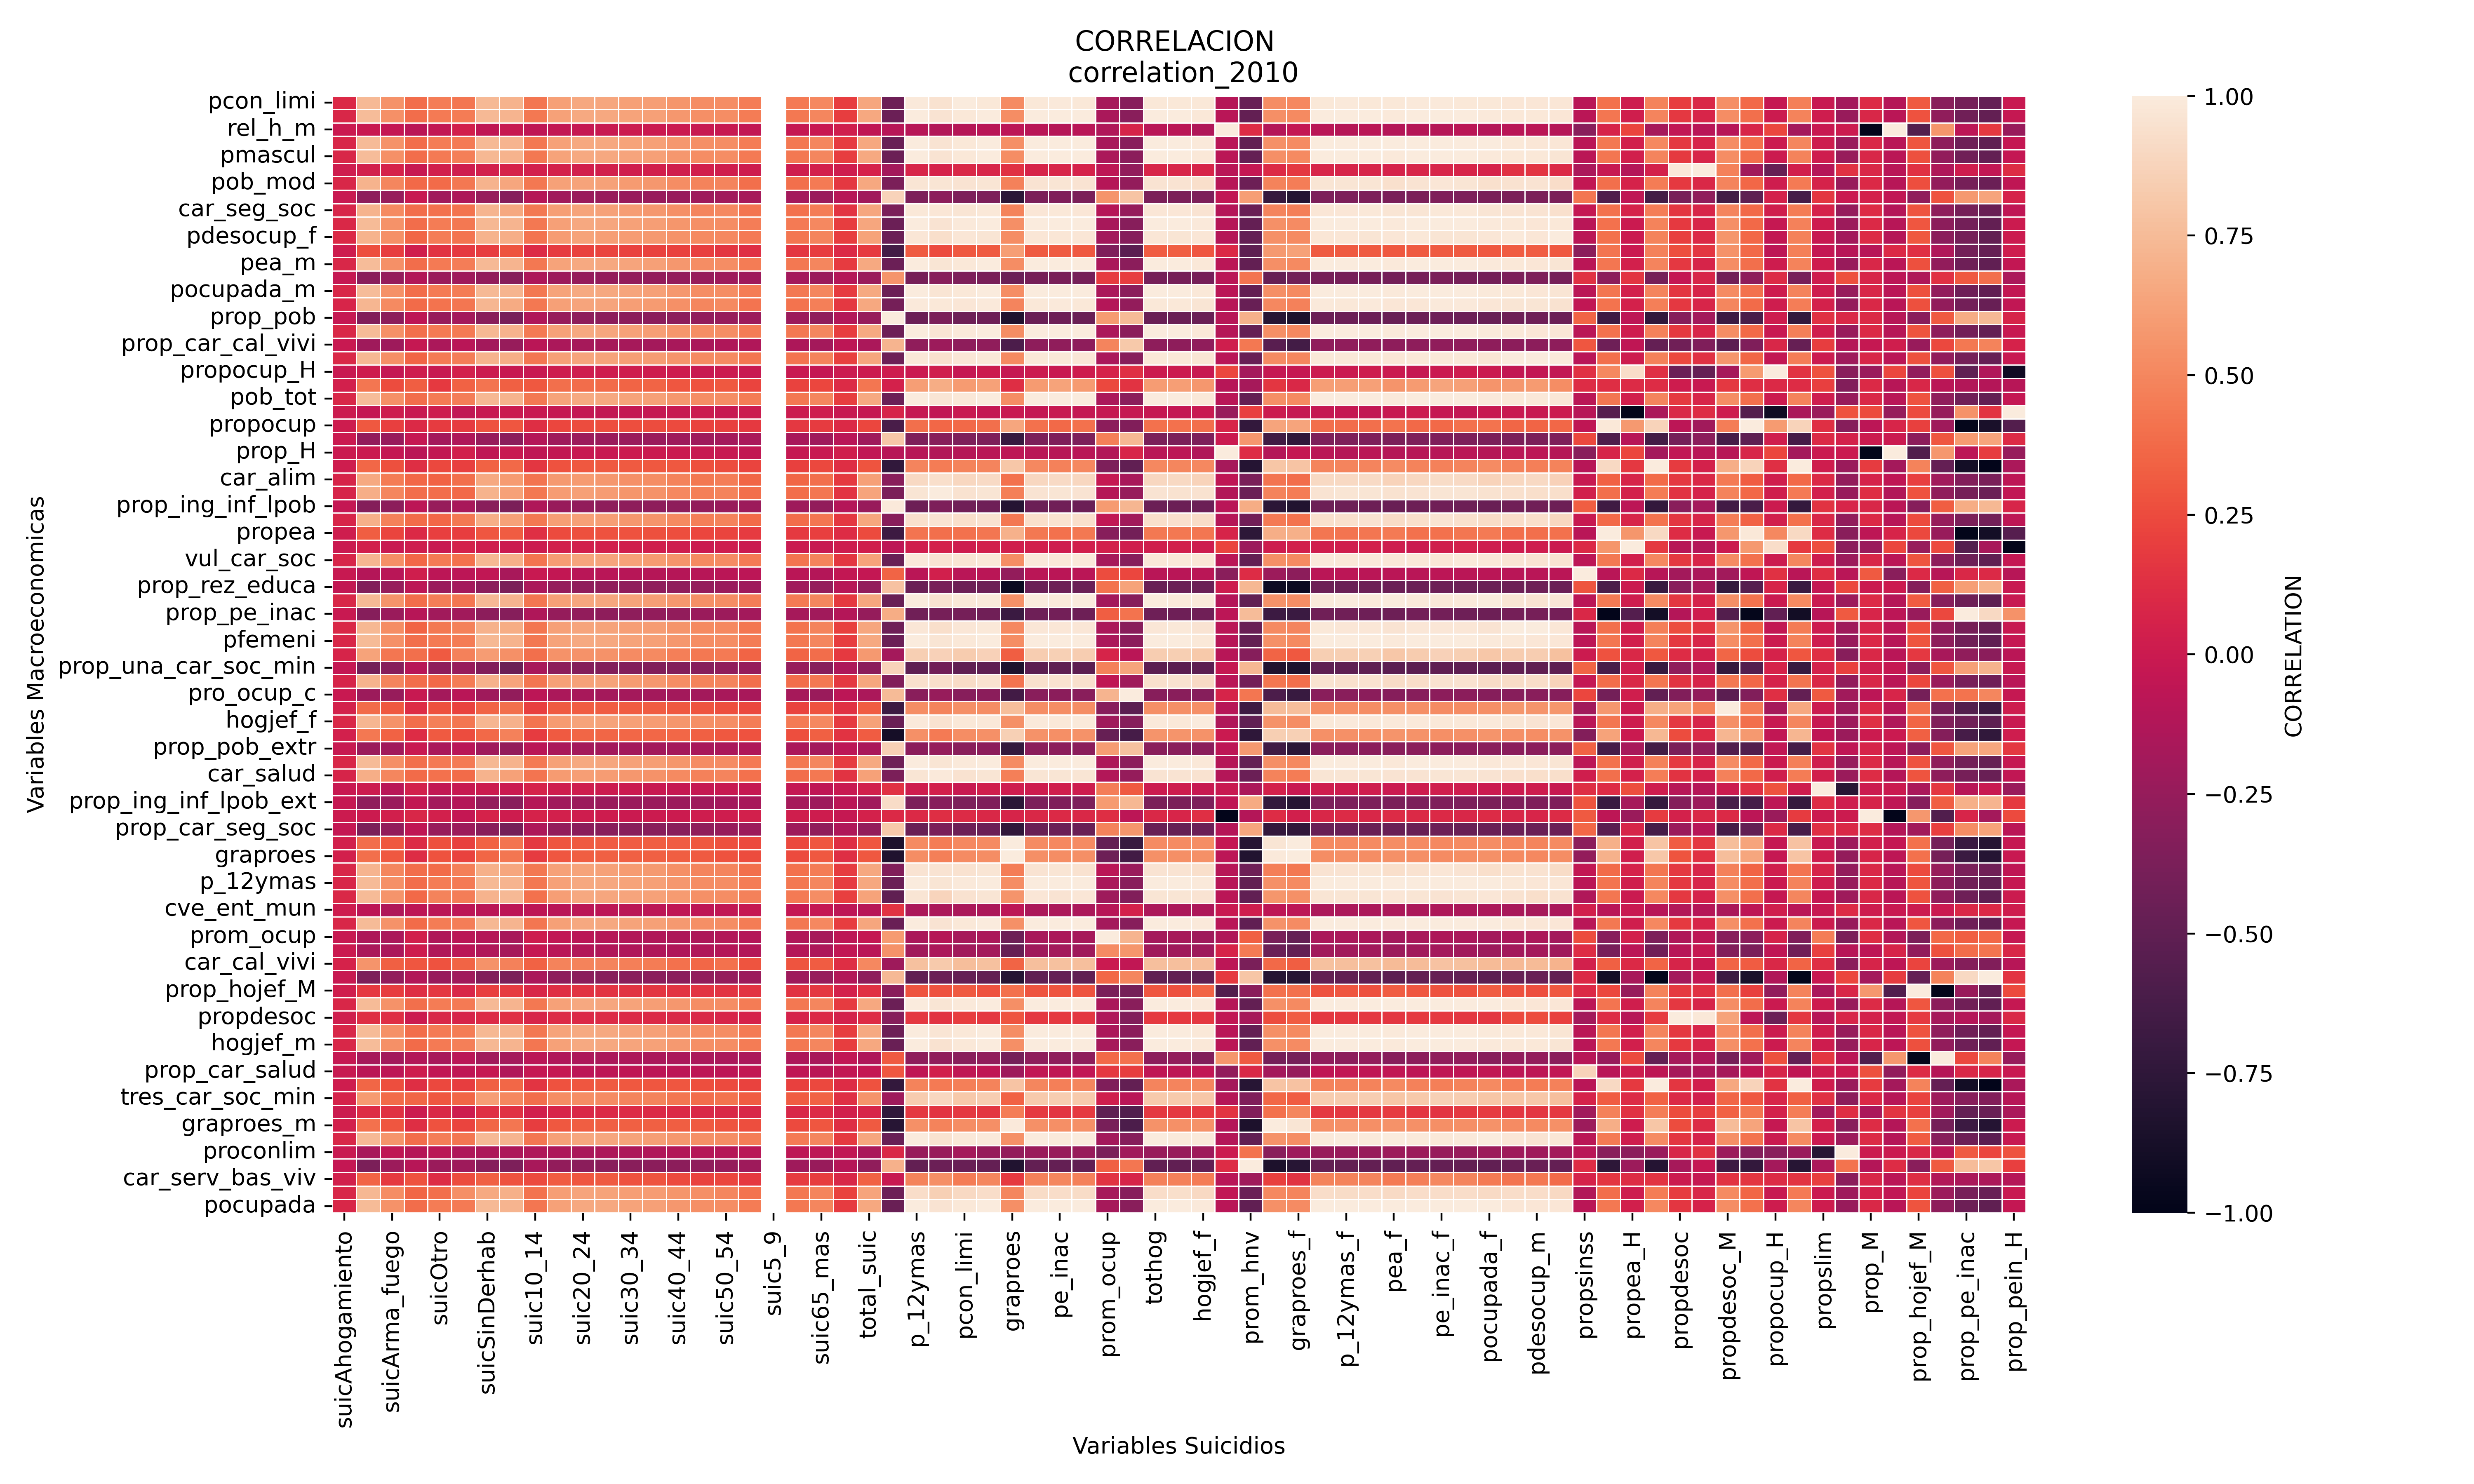 CORRELACION
correlation_2010
Variables Macroeconomicas
pcon_limi
rel_h_m
pmascul
pob_mod
car_seg_soc
pdesocup_f
pea_m
pocupada_m
prop_pob
prop_car_cal_vivi
propocup_H
pob_tot
propocup
prop_H
car_alim
prop_ing_inf_lpob
propea
vul_car_soc
prop_rez_educa
prop_pe_inac
pfemeni
prop_una_car_soc_min
pro_ocup_c
hogjef_f
prop_pob_extr
car_salud
prop_ing_inf_lpob_ext
prop_car_seg_soc
graproes
p_12ymas
cve_ent_mun
prom_ocup
car_cal_vivi
prop_hojef_M
propdesoc
hogjef_m
prop_car_salud
tres_car_soc_min
graproes_m
proconlim
car_serv_bas_viv
pocupada
suicAhogamiento
suicArma_fuego
suicOtro
suicSinDerhab
suic10_14
suic20_24
suic30_34
suic40_44
suic50_54
suic5_9
suic65_mas
total_suic
p_12ymas
pcon_limi
graproes
pe_inac
prom_ocup
tothog
hogjef_f
prom_hnv
graproes_f
p_12ymas_f
pea_f
pe_inac_f
pocupada_f
pdesocup_m
propsinss
propea_H
propdesoc
propdesoc_M
propocup_H
propslim
prop_M
prop_hojef_M
prop_pe_inac
prop_pein_H
Variables Suicidios
1.00
0.75
0.50
0.25
0.00
−0.25
−0.50
−0.75
−1.00
CORRELATION